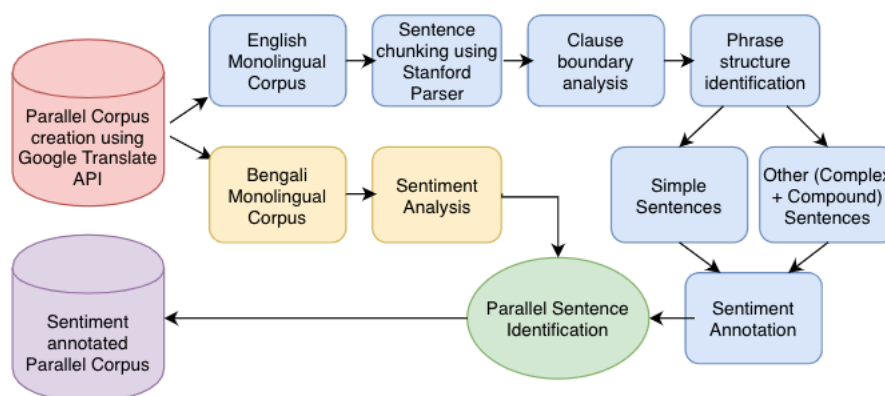 Parallel Corpus
creation using
Google Translate
API
English
Monolingual
Corpus
Sentence
chunking using
Stanford
Parser
Clause
boundary
analysis
Phrase
structure
identification
Bengali
Monolingual
Corpus
Sentiment
Analysis
Simple
Sentences
Other (Complex
+ Compound)
Sentences
Sentiment
annotated
Parallel Corpus
Parallel Sentence
Identification
Sentiment
Annotation